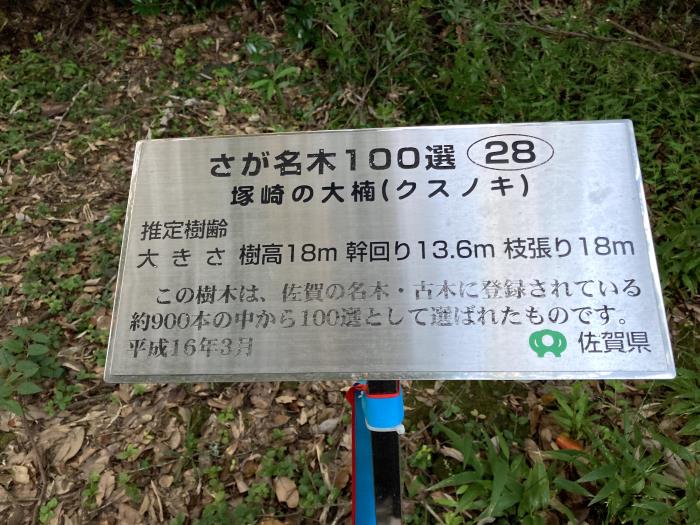 さが名木100選 28
塚崎の大楠(クスノキ)
推定樹齢
大きさ 樹高18m 幹回り13.6m 枝張り18m
この樹木は、佐賀の名木・古木に登録されている
約900本の中から100選として選ばれたものです。
平成16年3月
佐賀県